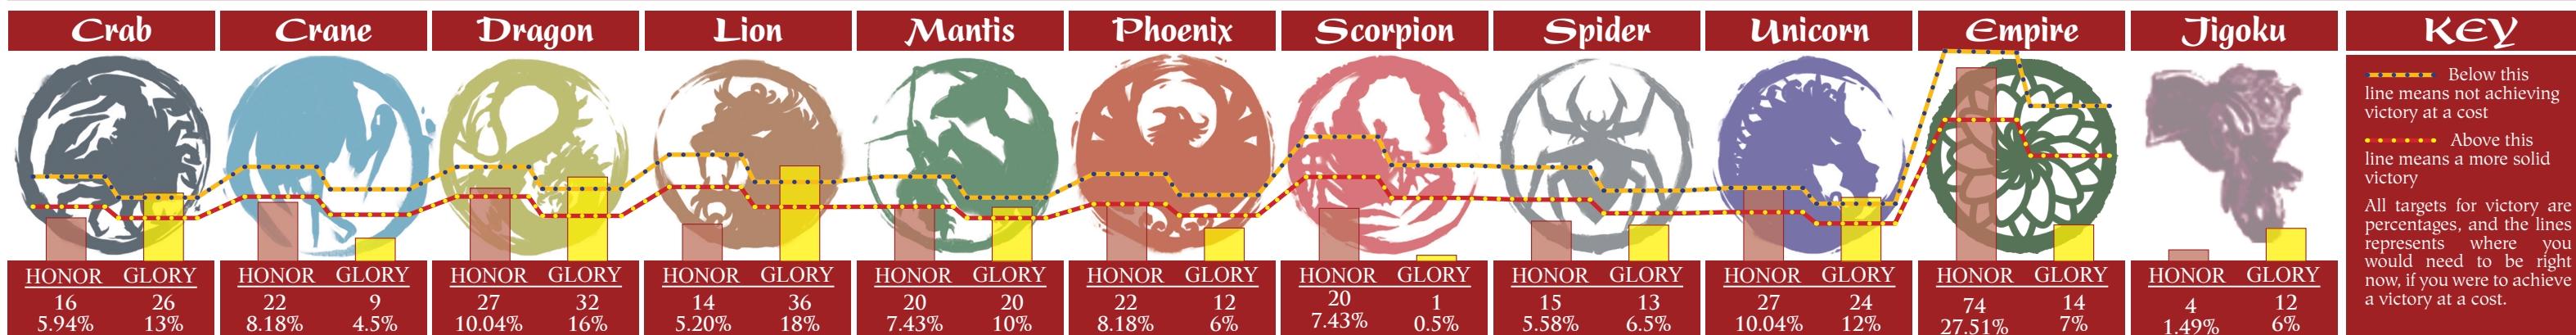 Crab
HONOR GLORY
16 26
5.94% 13%
Crane
HONOR GLORY
22 9
8.18% 4.5%
Dragon
HONOR GLORY
27 32
10.04% 16%
Lion
HONOR GLORY
14 36
5.20% 18%
Mantis
HONOR GLORY
20 20
7.43% 10%
Phoenix
HONOR GLORY
22 12
8.18% 6%
Scorpion
HONOR GLORY
20 1
7.43% 0.5%
Spider
HONOR GLORY
15 13
5.58% 6.5%
Unicorn
HONOR GLORY
27 24
10.04% 12%
Empire
HONOR GLORY
74 14
27.51% 7%
Jigoku
HONOR GLORY
4 12
1.49% 6%
KEY
Below this
line means not achieving
victory at a cost
Above this
line means a more solid
victory
All targets for victory are
percentages, and the lines
represents where you
would need to be right
now, if you were to achieve
a victory at a cost.